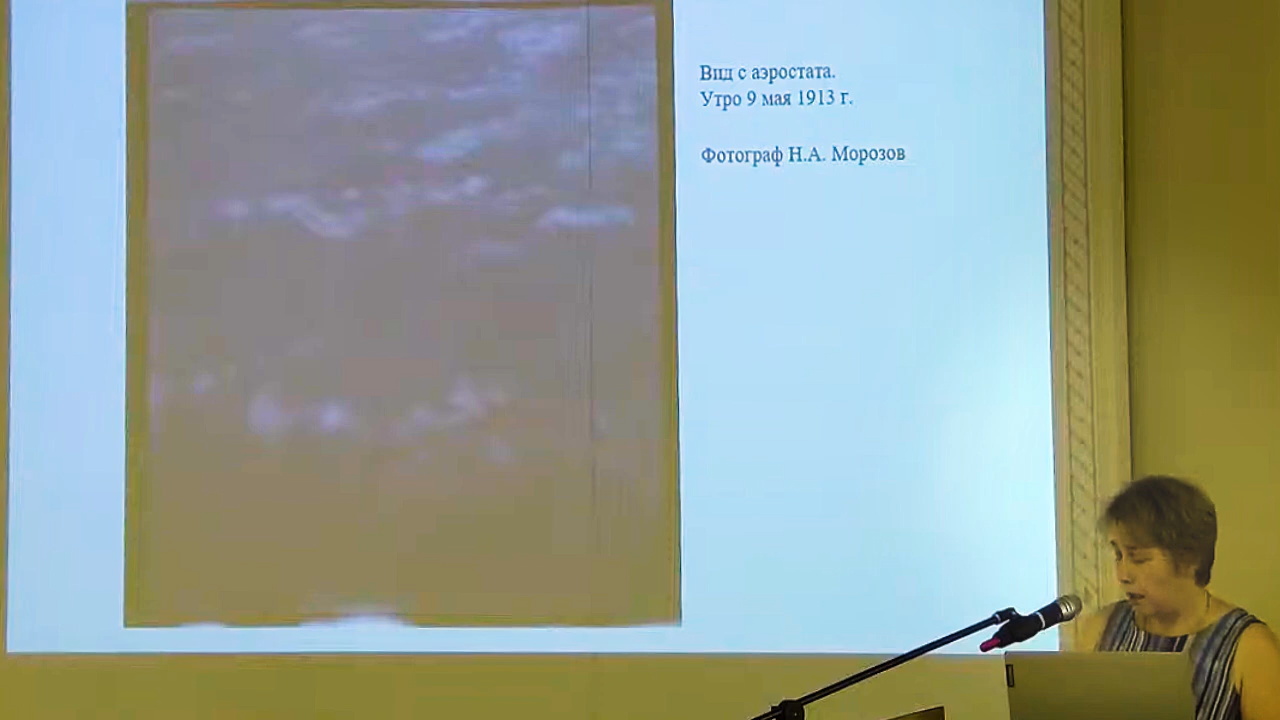 Вид с аэростата.
Утро 9 мая 1913 г.
Фотограф Н.А. Морозов